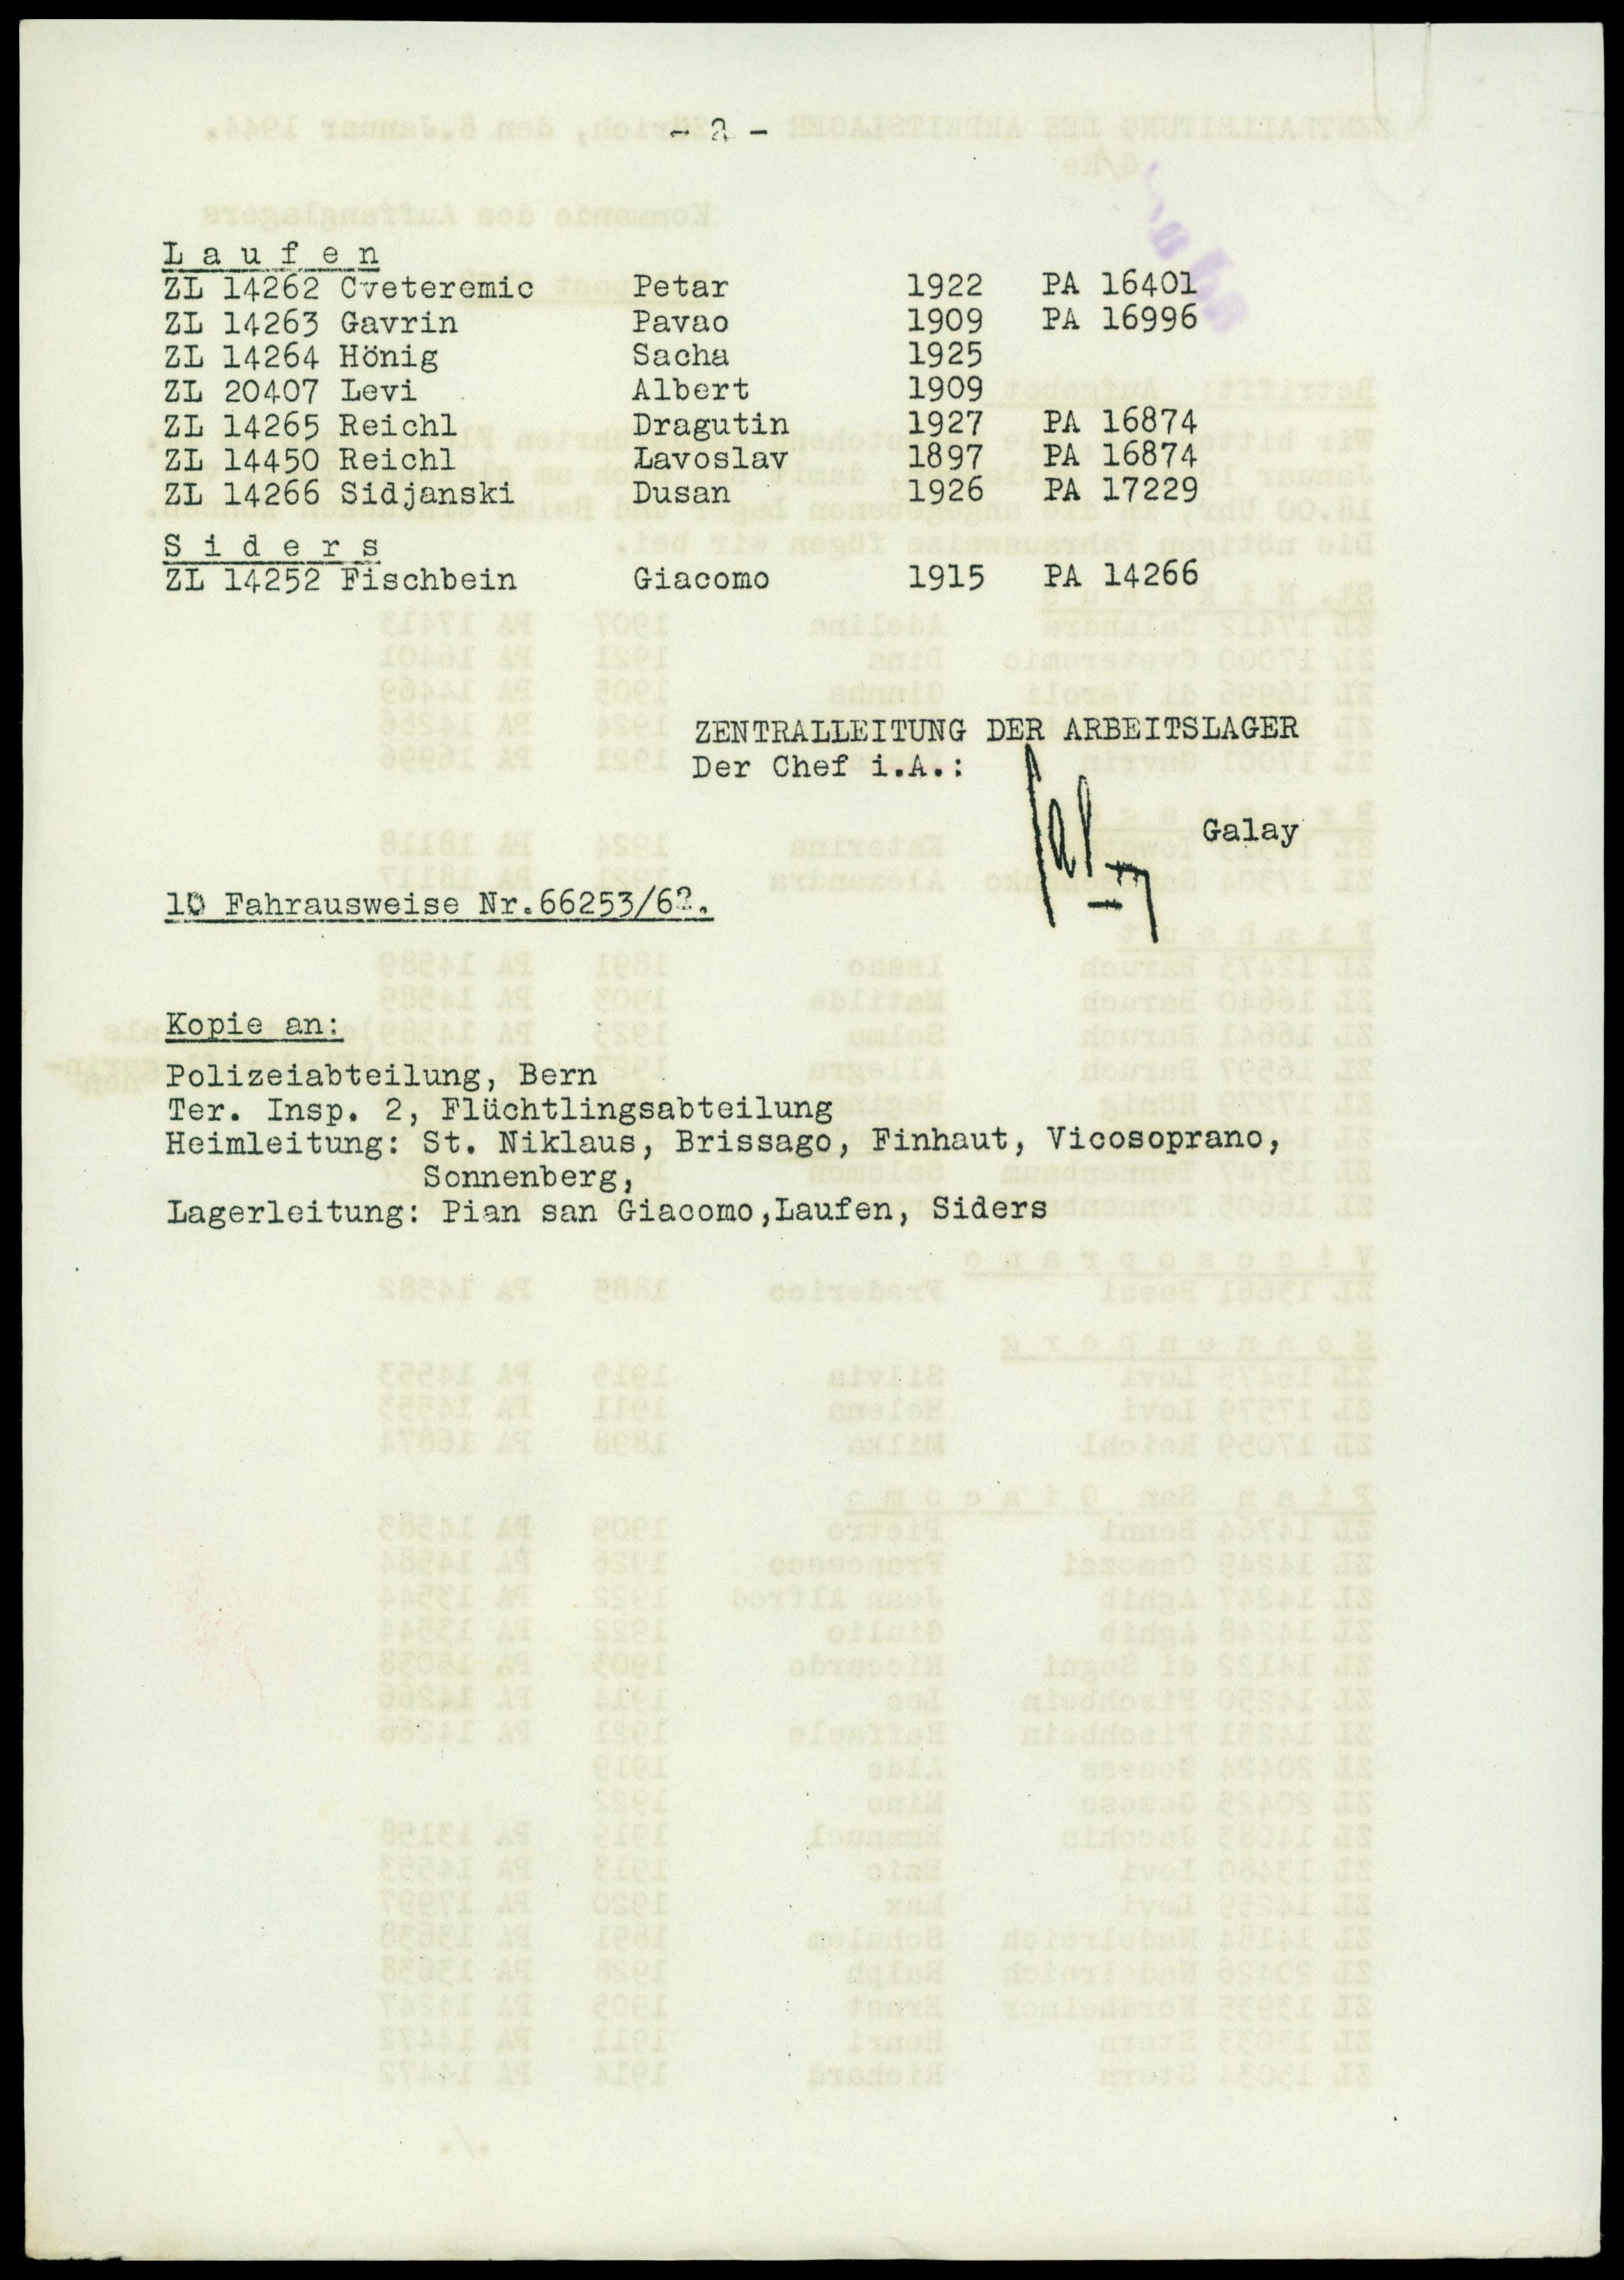 - 2 -
L a u f e n
ZL 14262 Cveteremic Petar 1922 PA 16401
ZL 14263 Gavrin Pavao 1909 PA 16996
ZL 14264 Hönig Sacha 1925
ZL 20407 Levi Albert 1909
ZL 14265 Reichl Dragutin 1927 PA 16874
ZL 14450 Reichl Lavoslav 1897 PA 16874
ZL 14266 Sidjanski Dusan 1926 PA 17229
S i d e r s
ZL 14252 Fischbein Giacomo 1915 PA 14266
ZENTRALLEITUNG DER ARBEITSLAGER
Der Chef i.A.:
Galay
10 Fahrausweise Nr.66253/62.
Kopie an:
Polizeiabteilung, Bern
Ter. Insp. 2, Flüchtlingsabteilung
Heimleitung: St. Niklaus, Brissago, Finhaut, Vicosoprano,
Sonnenberg,
Lagerleitung: Pian san Giacomo,Laufen, Siders